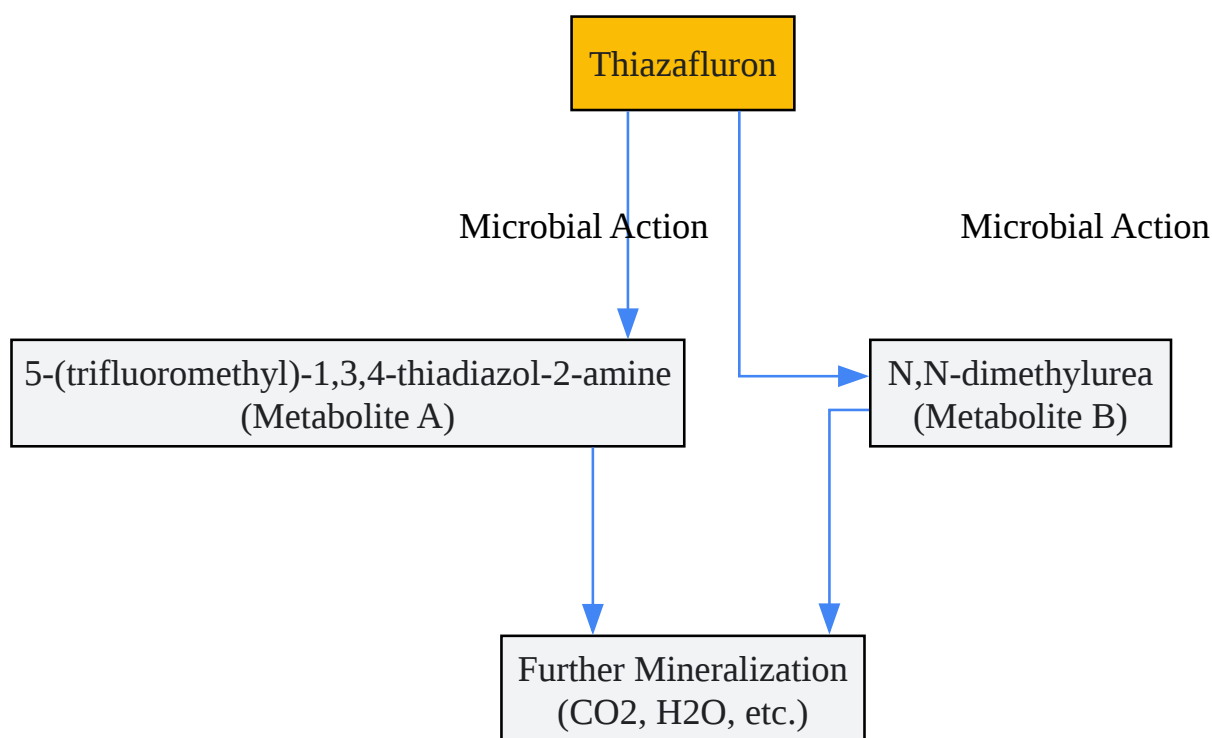 Thiazafluron
Microbial Action
Microbial Action
5-(trifluoromethyl)-1,3,4-thiadiazol-2-amine
(Metabolite A)
N,N-dimethylurea
(Metabolite B)
Further Mineralization
(CO2, H2O, etc.)